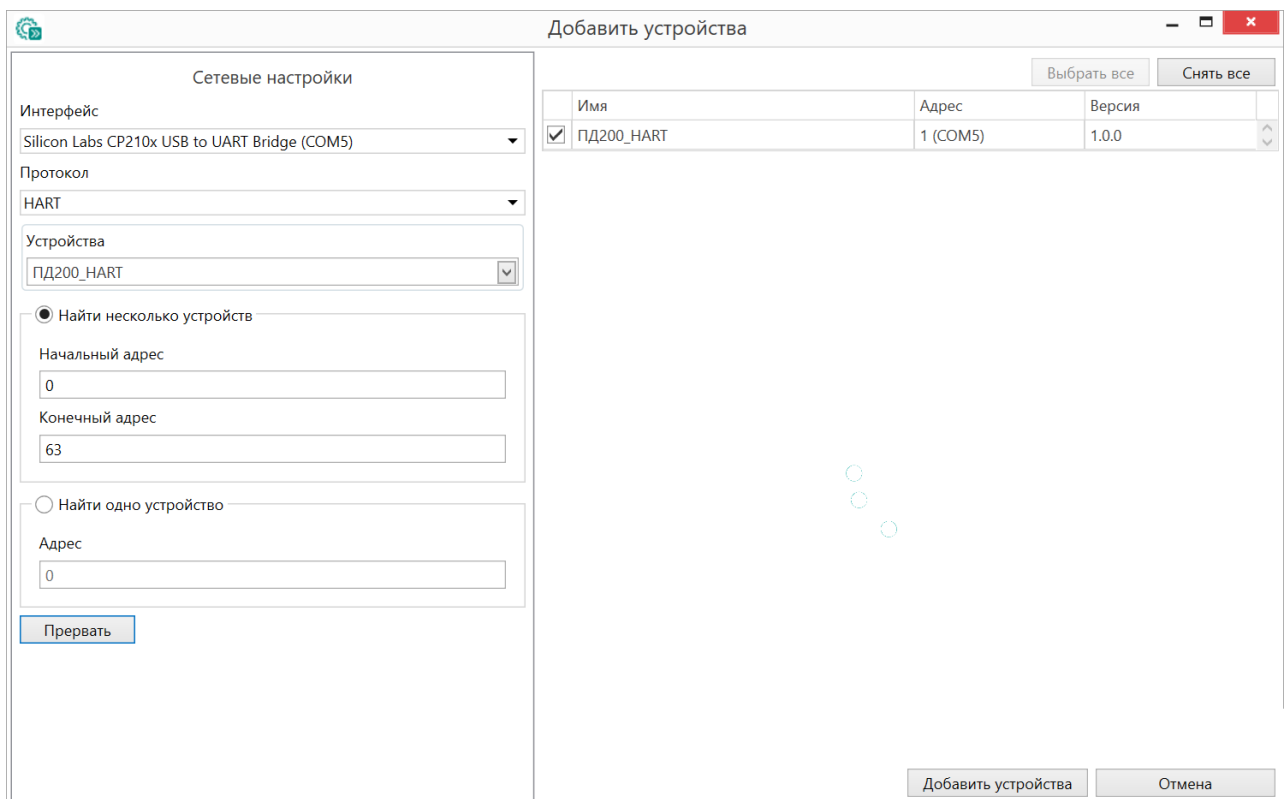 Добавить устройства
Сетевые настройки
Интерфейс
Silicon Labs CP210x USB to UART Bridge (COM5)
Протокол
HART
Устройства
ПД200_HART
Найти несколько устройств
Начальный адрес
0
Конечный адрес
63
Найти одно устройство
Адрес
0
Прервать
Выбрать все Снять все
Имя Адрес Версия
ПД200_HART 1 (COM5) 1.0.0
Добавить устройства Отмена